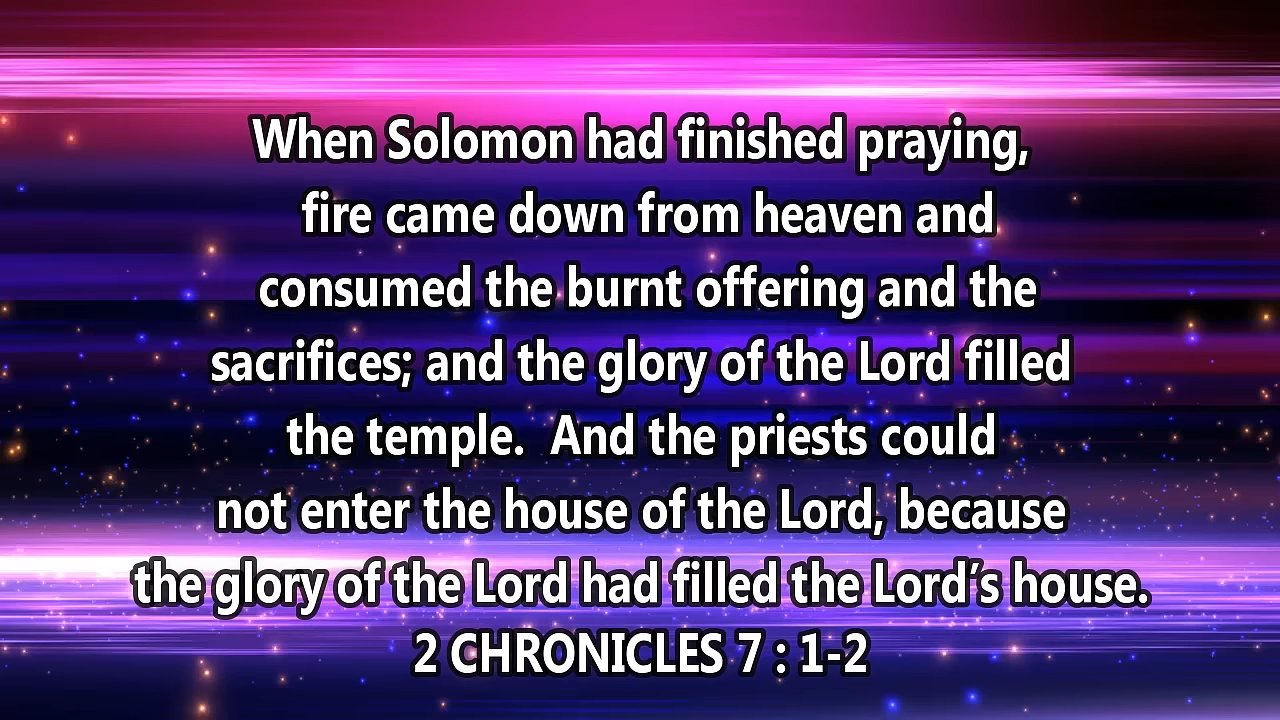 When Solomon had finished praying,
fire came down from heaven and
consumed the burnt offering and the
sacrifices; and the glory of the Lord filled
the temple.  And the priests could
not enter the house of the Lord, because
the glory of the Lord had filled the Lord’s house.
2 CHRONICLES 7 : 1-2